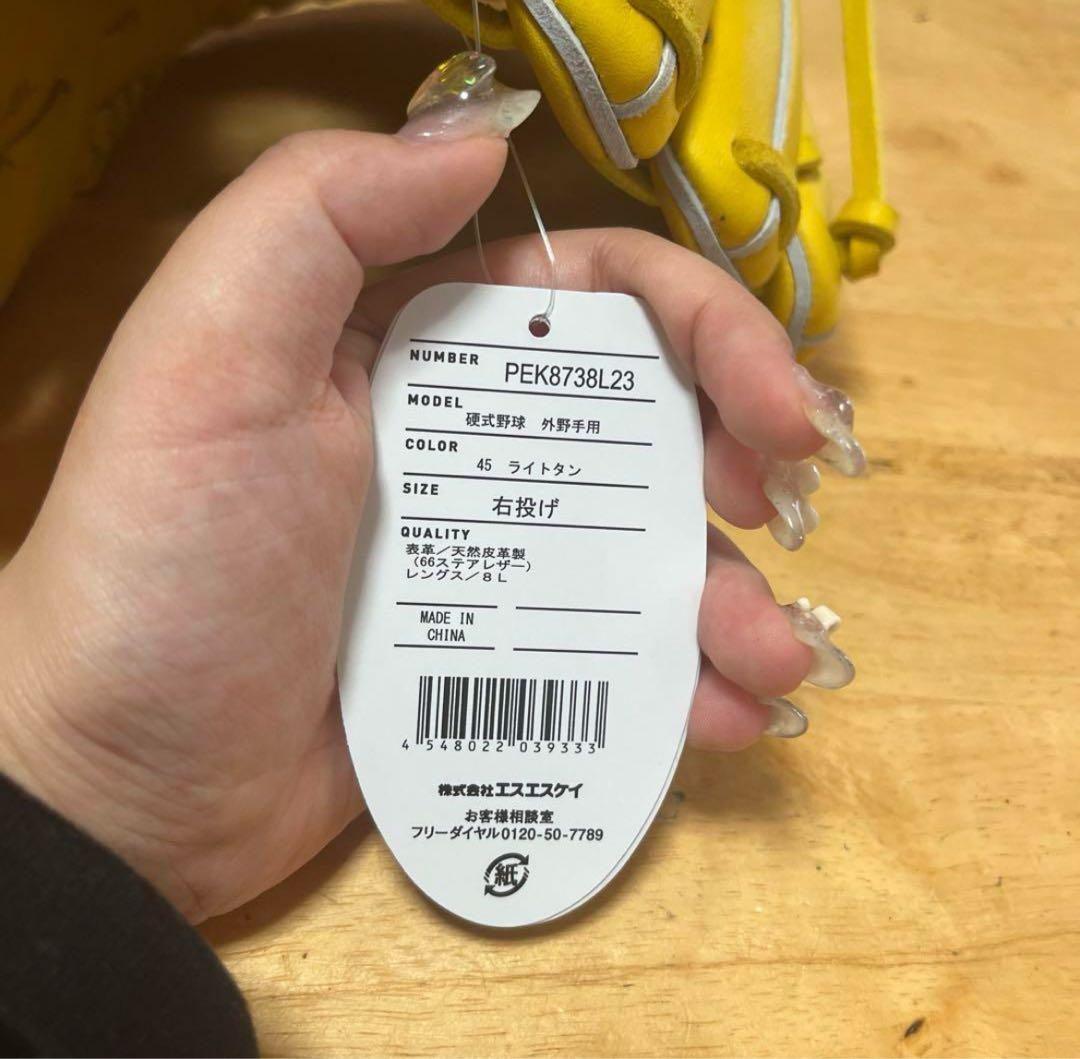 NUMBER PEK8738L23
MODEL
硬式野球 外野手用
COLOR
45 ライトタン
SIZE
右投げ
QUALITY
表革/天然皮革製
(66ステアレザー)
レングス/8L
MADE IN
CHINA
4 548022 039333
株式会社エスエスケイ
お客様相談室
フリーダイヤル0120-50-7789
紙